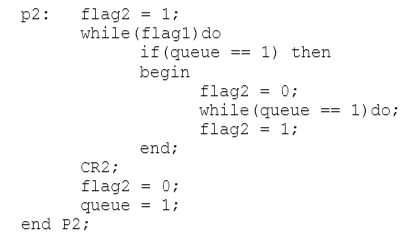 p2: flag2 = 1;
while(flag1)do
if(queue == 1) then
begin
flag2 = 0;
while(queue == 1)do;
flag2 = 1;
end;
CR2;
flag2 = 0;
queue = 1;
end P2;